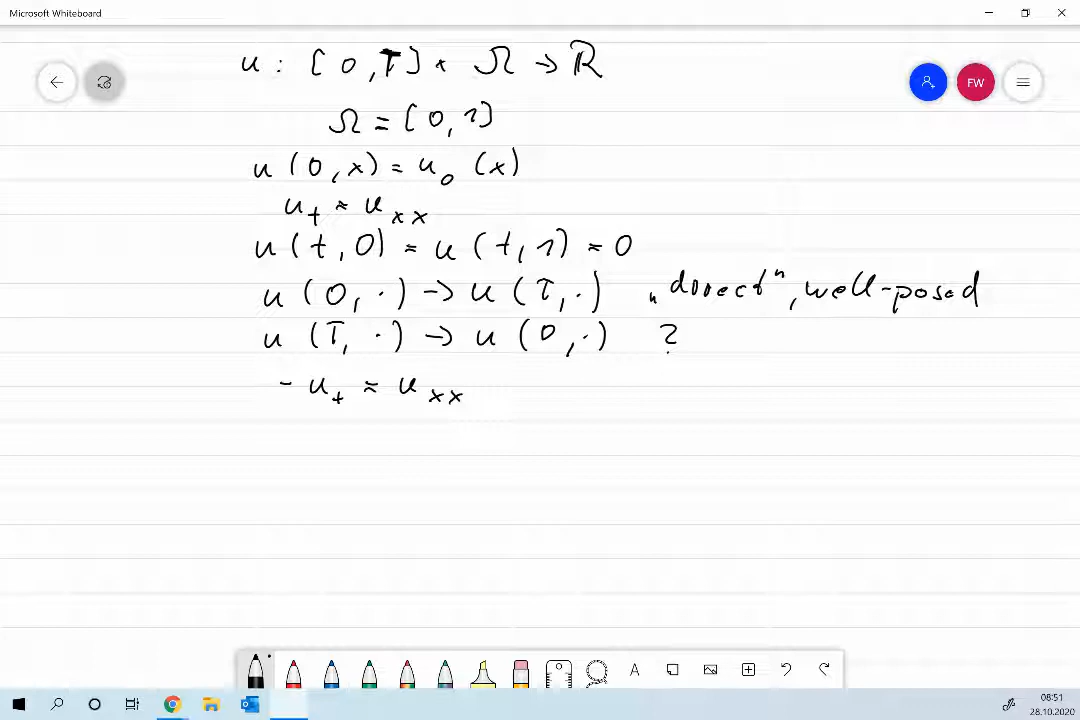 Microsoft Whiteboard
u : [0,T] × Ω → ℝ
Ω = [0,1]
FW
u(0,x) = u₀(x)
u_t = u_xx
u(t,0) = u(t,1) = 0
u(0,·) → u(T,·) „direct", well-posed
u(T,·) → u(0,·) ?
- u_t = u_xx
A
08:51
28.10.2020